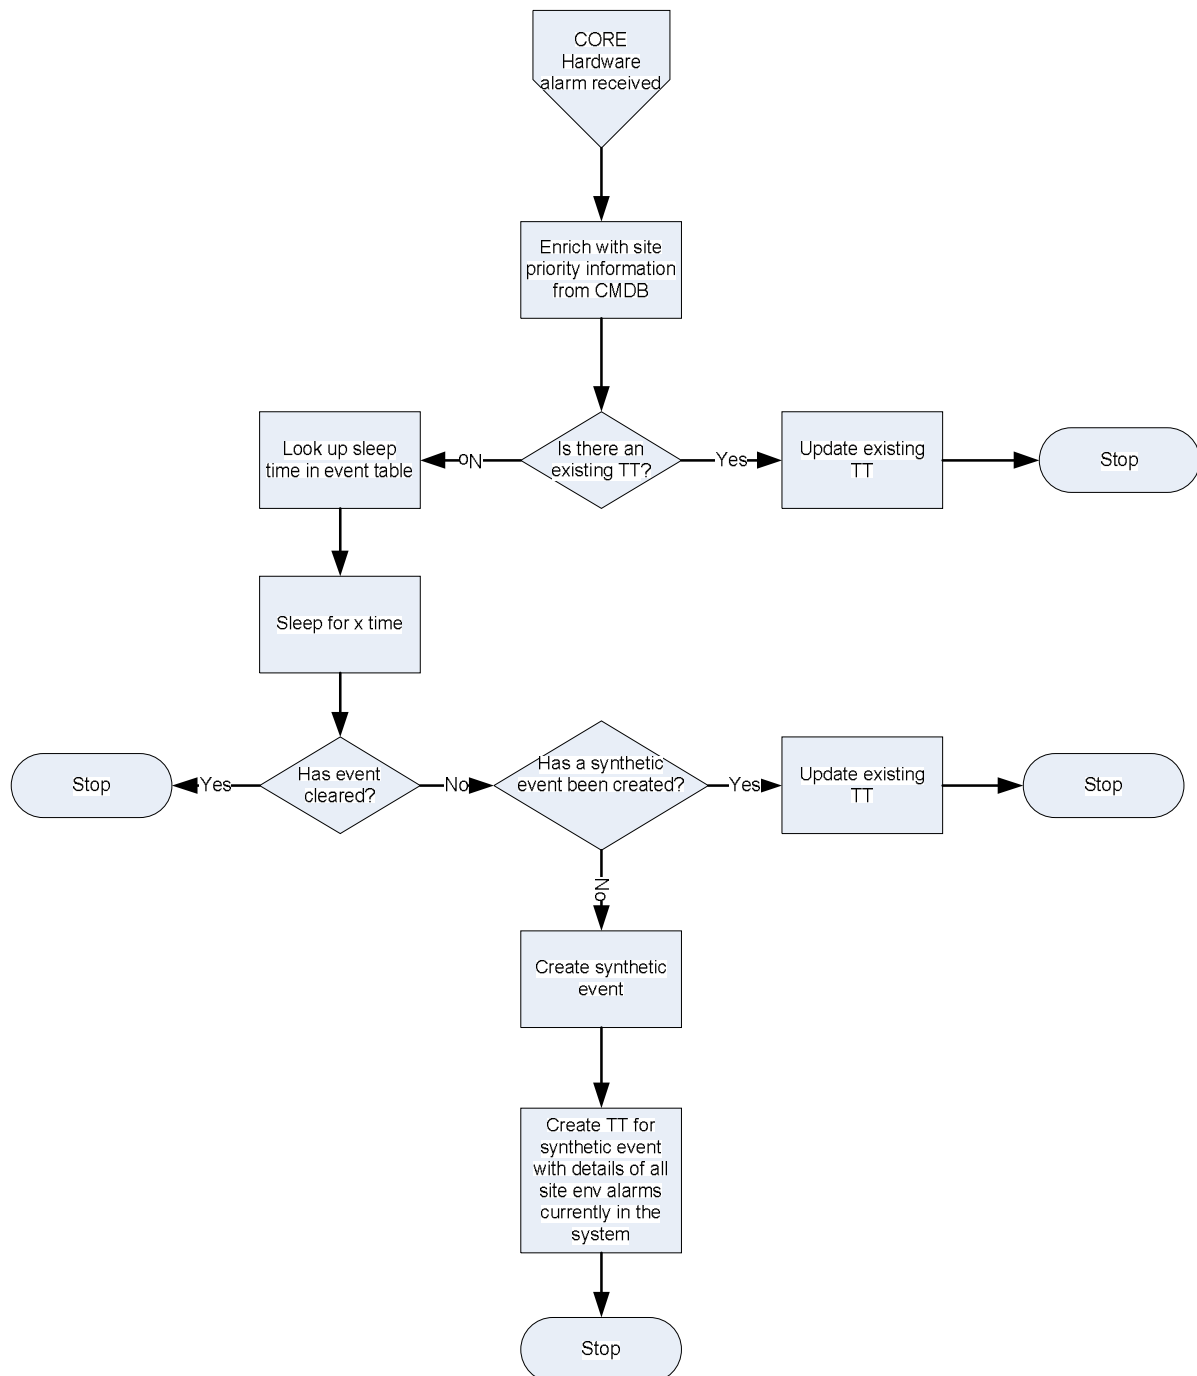 CORE
Hardware
alarm received
Enrich with site
priority information
from CMDB
Look up sleep
time in event table
No
Is there an
existing TT?
Yes
Update existing
TT
Stop
Sleep for x time
Stop
Yes
Has event
cleared?
No
Has a synthetic
event been created?
Yes
Update existing
TT
Stop
No
Create synthetic
event
Create TT for
synthetic event
with details of all
site env alarms
currently in the
system
Stop